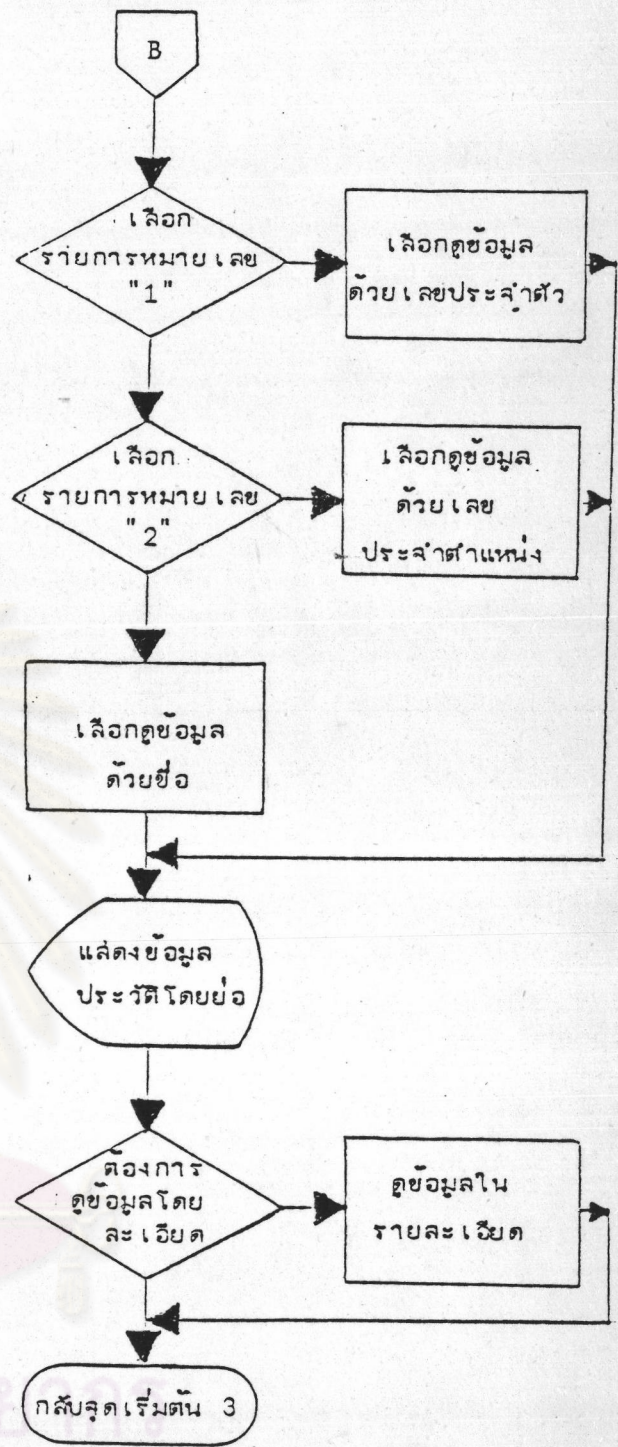 B
เลือก
รายการหมายเลข
"1"
เลือกดูข้อมูล
ด้วยเลขประจำตัว
เลือก
รายการหมายเลข
"2"
เลือกดูข้อมูล
ด้วยเลข
ประจำตำแหน่ง
เลือกดูข้อมูล
ด้วยชื่อ
แสดงข้อมูล
ประวัติโดยย่อ
ต้องการ
ดูข้อมูลโดย
ละเอียด
ดูข้อมูลใน
รายละเอียด
กลับจุดเริ่มต้น 3